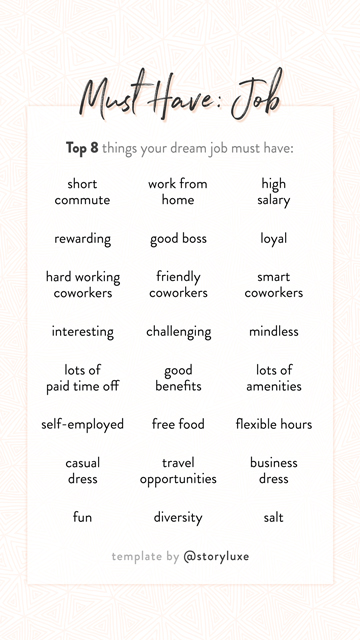 Must Have: Job
Top 8 things your dream job must have:
short commute
work from home
high salary
rewarding
good boss
loyal
hard working coworkers
friendly coworkers
smart coworkers
interesting
challenging
mindless
lots of paid time off
good benefits
lots of amenities
self-employed
free food
flexible hours
casual dress
travel opportunities
business dress
fun
diversity
salt
template by @storyluxe